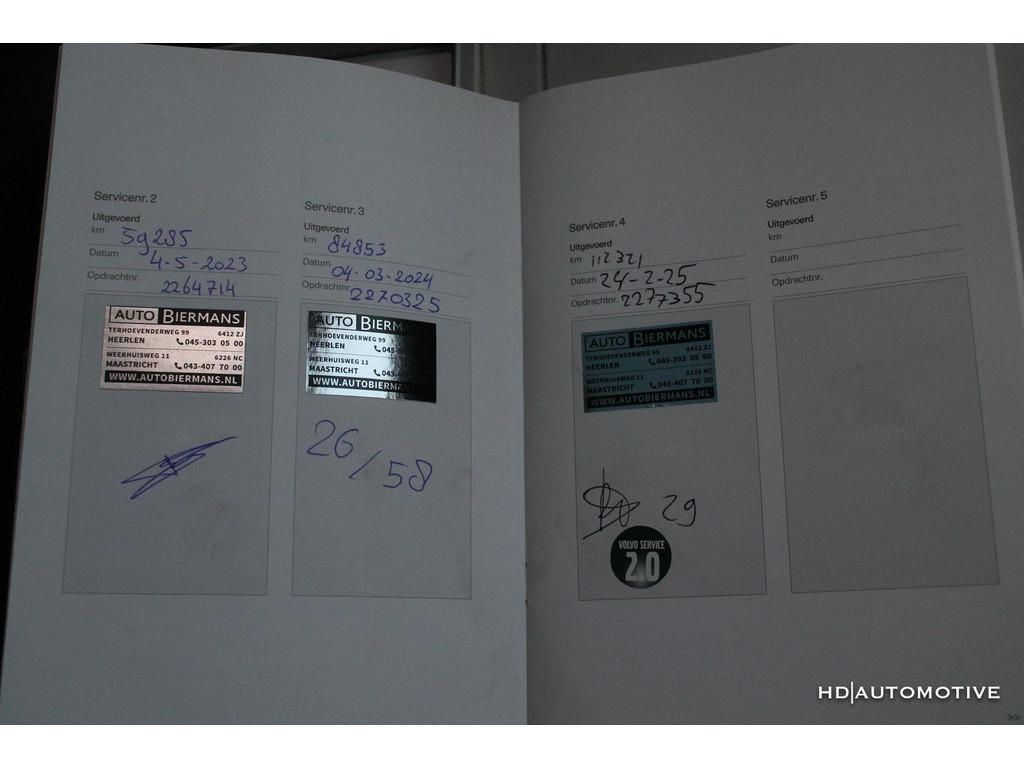 Servicenr. 2
Uitgevoerd
km 59285
Datum 4-5-2023
Opdrachtnr. 2264714
AUTO BIERMANS
TERHOEVENDERWEG 99 6412 ZJ
HEERLEN 045-303 05 00
WEERHUISWEG 11 6226 NC
MAASTRICHT 043-407 70 00
WWW.AUTOBIERMANS.NL
Servicenr. 3
Uitgevoerd
km 84853
Datum 04-03-2024
Opdrachtnr. 2270325
AUTO BIERMA
TERHOEVENDERWEG 99
HEERLEN 045
WEERHUISWEG 11
MAASTRICHT 043
WWW.AUTOBIERMAN
26/58
Servicenr. 4
Uitgevoerd
km 112321
Datum 24-2-25
Opdrachtnr. 2277355
AUTO BIERMANS
TERHOEVENDERWEG 99 6412 ZJ
HEERLEN 045-303 05 00
WEERHUISWEG 11 6226 NC
MAASTRICHT 043-407 70 00
WWW.AUTOBIERMANS.NL
29
VOLVO SERVICE
2.0
Servicenr. 5
Uitgevoerd
km
Datum
Opdrachtnr.
HD|AUTOMOTIVE
>>